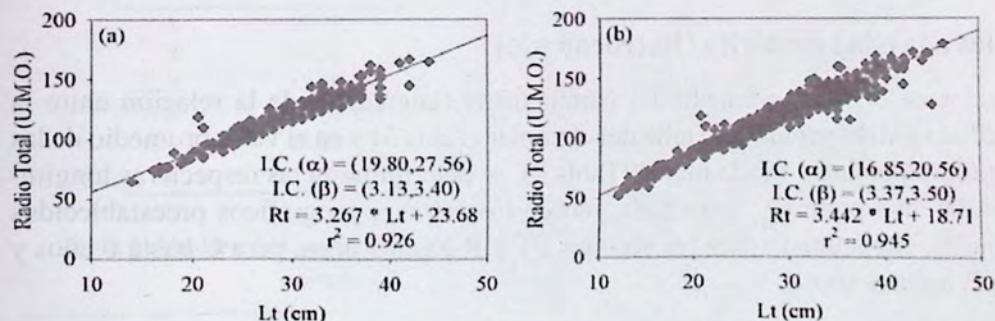 (a)
200
150
100
50
0
Radio Total (U.M.O.)
I.C. (α) = (19.80,27.56)
I.C. (β) = (3.13,3.40)
Rt = 3.267 * Lt + 23.68
r² = 0.926
10 20 30 40 50
Lt (cm)
(b)
200
150
100
50
0
Radio Total (U.M.O.)
I.C. (α) = (16.85,20.56)
I.C. (β) = (3.37,3.50)
Rt = 3.442 * Lt + 18.71
r² = 0.945
10 20 30 40 50
Lt (cm)